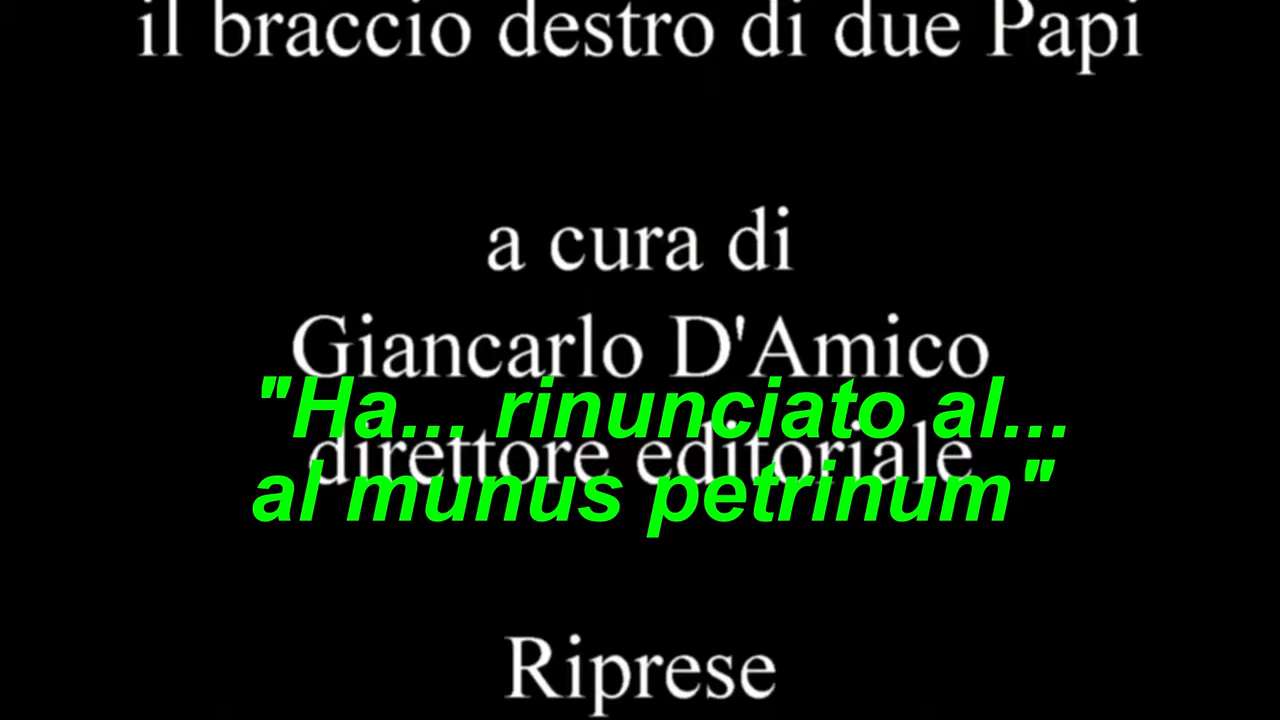 il braccio destro di due Papi
a cura di
Giancarlo D'Amico
"Ha... rinunciato al...
direttore editoriale
al munus petrinum"
Riprese